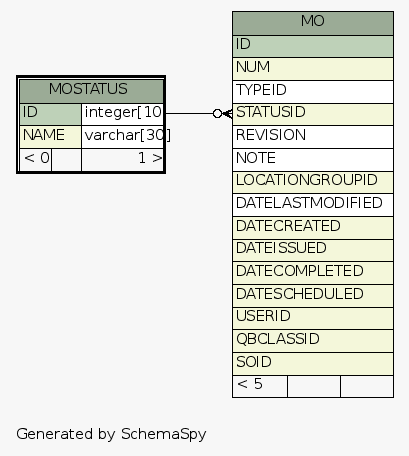 MOSTATUS
ID integer[10]
NAME varchar[30]
< 0 1 >
MO
ID
NUM
TYPEID
STATUSID
REVISION
NOTE
LOCATIONGROUPID
DATELASTMODIFIED
DATECREATED
DATEISSUED
DATECOMPLETED
DATESCHEDULED
USERID
QBCLASSID
SOID
< 5
Generated by SchemaSpy